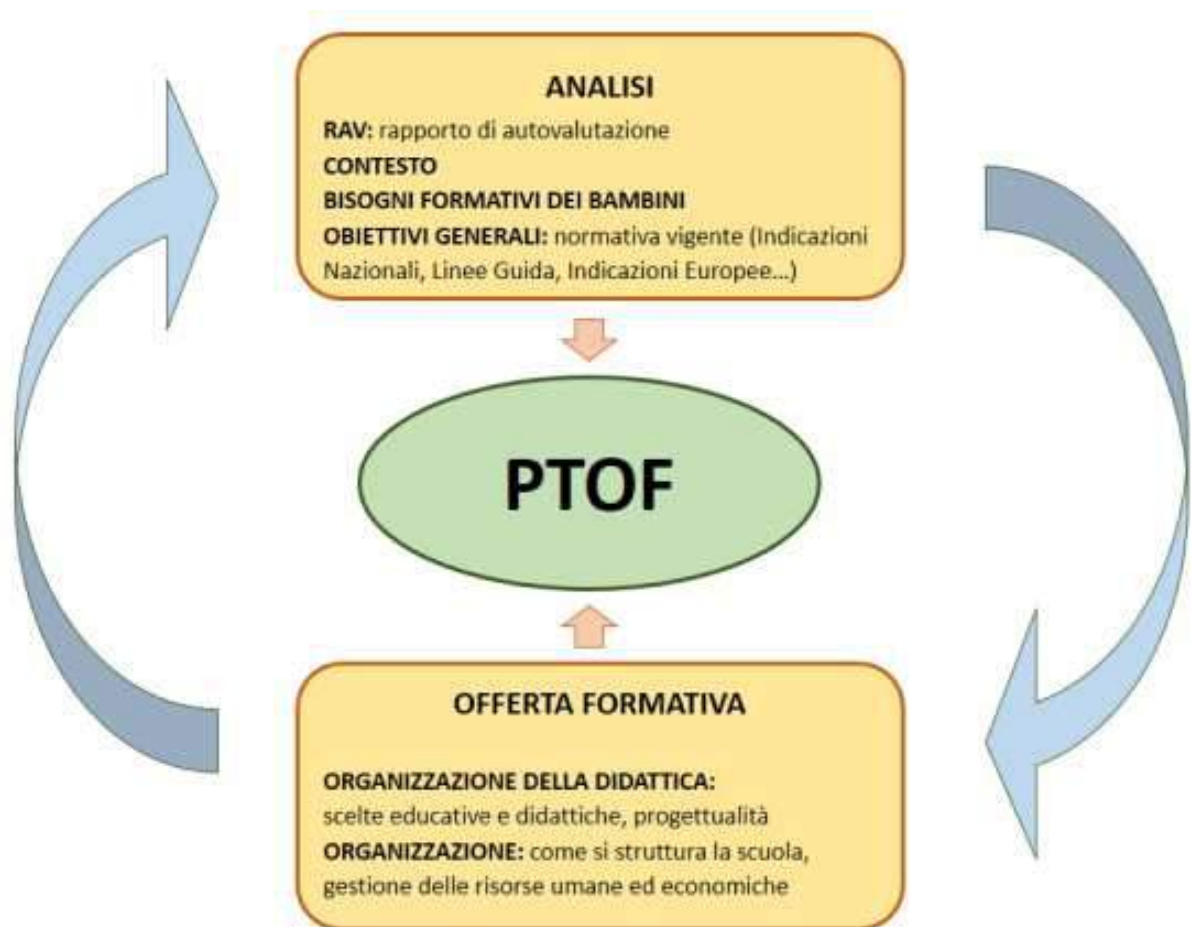 ANALISI
RAV: rapporto di autovalutazione
CONTESTO
BISOGNI FORMATIVI DEI BAMBINI
OBIETTIVI GENERALI: normativa vigente (Indicazioni
Nazionali, Linee Guida, Indicazioni Europee...)
PTOF
OFFERTA FORMATIVA
ORGANIZZAZIONE DELLA DIDATTICA:
scelte educative e didattiche, progettualità
ORGANIZZAZIONE: come si struttura la scuola,
gestione delle risorse umane ed economiche